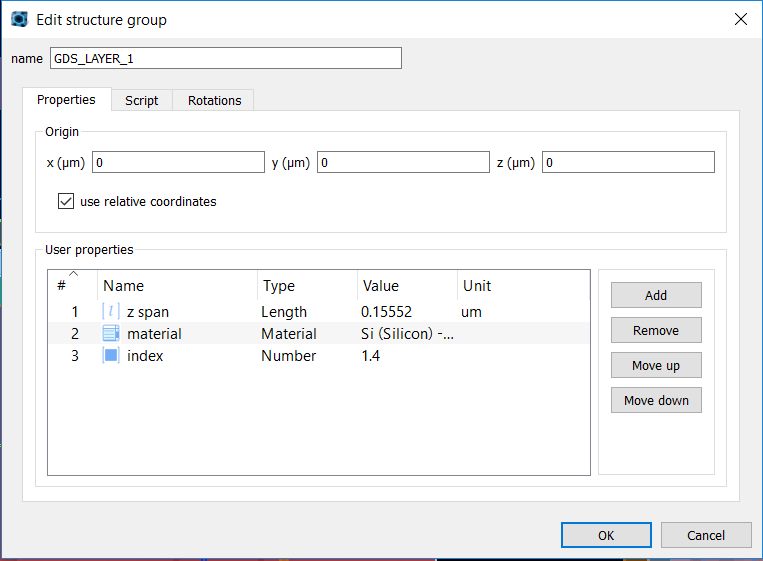 Edit structure group
name GDS_LAYER_1
Properties Script Rotations
Origin
x (µm) 0 y (µm) 0 z (µm) 0
use relative coordinates
User properties
# Name Type Value Unit
1 z span Length 0.15552 um
2 material Material Si (Silicon) -...
3 index Number 1.4
Add
Remove
Move up
Move down
OK Cancel